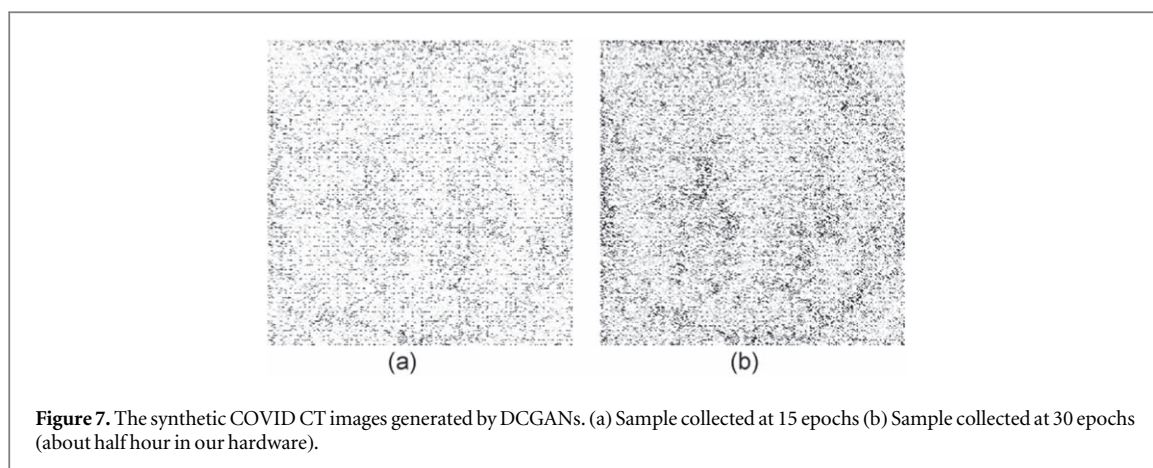 (a)
(b)
Figure 7. The synthetic COVID CT images generated by DCGANs. (a) Sample collected at 15 epochs (b) Sample collected at 30 epochs
(about half hour in our hardware).